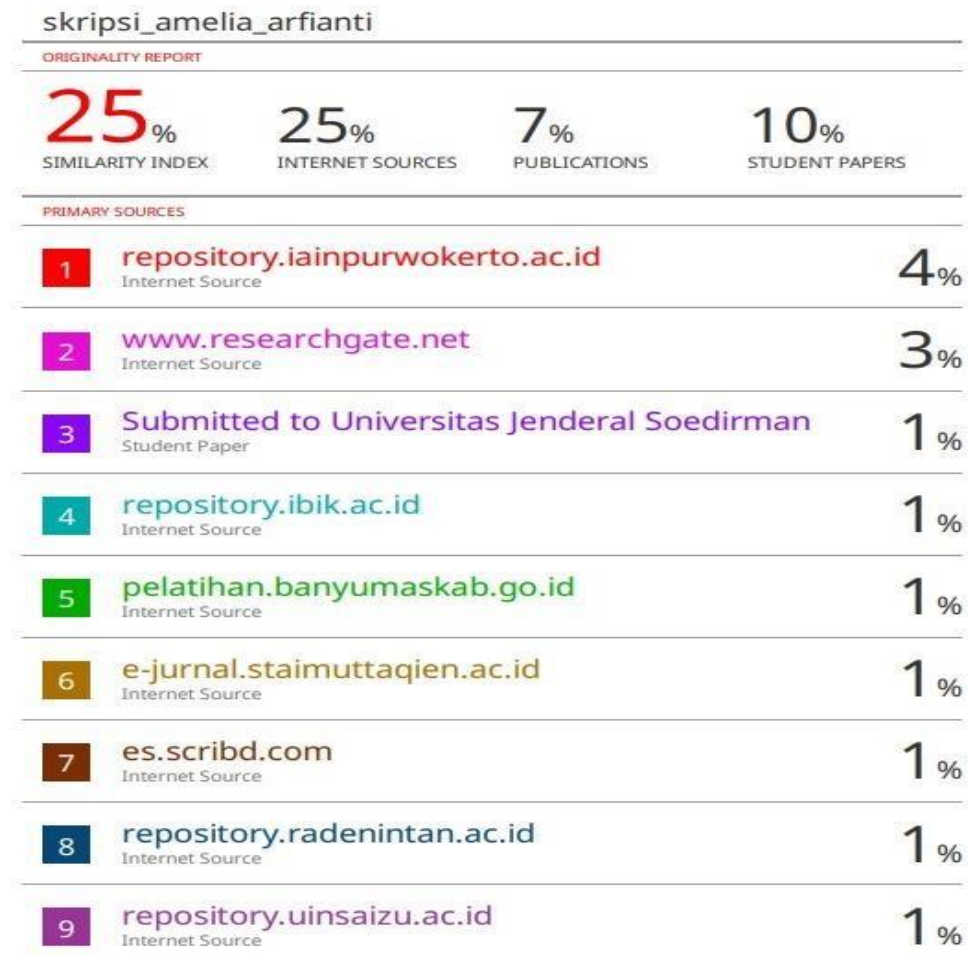 skripsi_amelia_arfianti
ORIGINALITY REPORT
25% 25% 7% 10%
SIMILARITY INDEX INTERNET SOURCES PUBLICATIONS STUDENT PAPERS
PRIMARY SOURCES
1 repository.iainpurwokerto.ac.id 4%
Internet Source
2 www.researchgate.net 3%
Internet Source
3 Submitted to Universitas Jenderal Soedirman 1%
Student Paper
4 repository.ibik.ac.id 1%
Internet Source
5 pelatihan.banyumaskab.go.id 1%
Internet Source
6 e-jurnal.staimuttaqien.ac.id 1%
Internet Source
7 es.scribd.com 1%
Internet Source
8 repository.radenintan.ac.id 1%
Internet Source
9 repository.uinsaizu.ac.id 1%
Internet Source